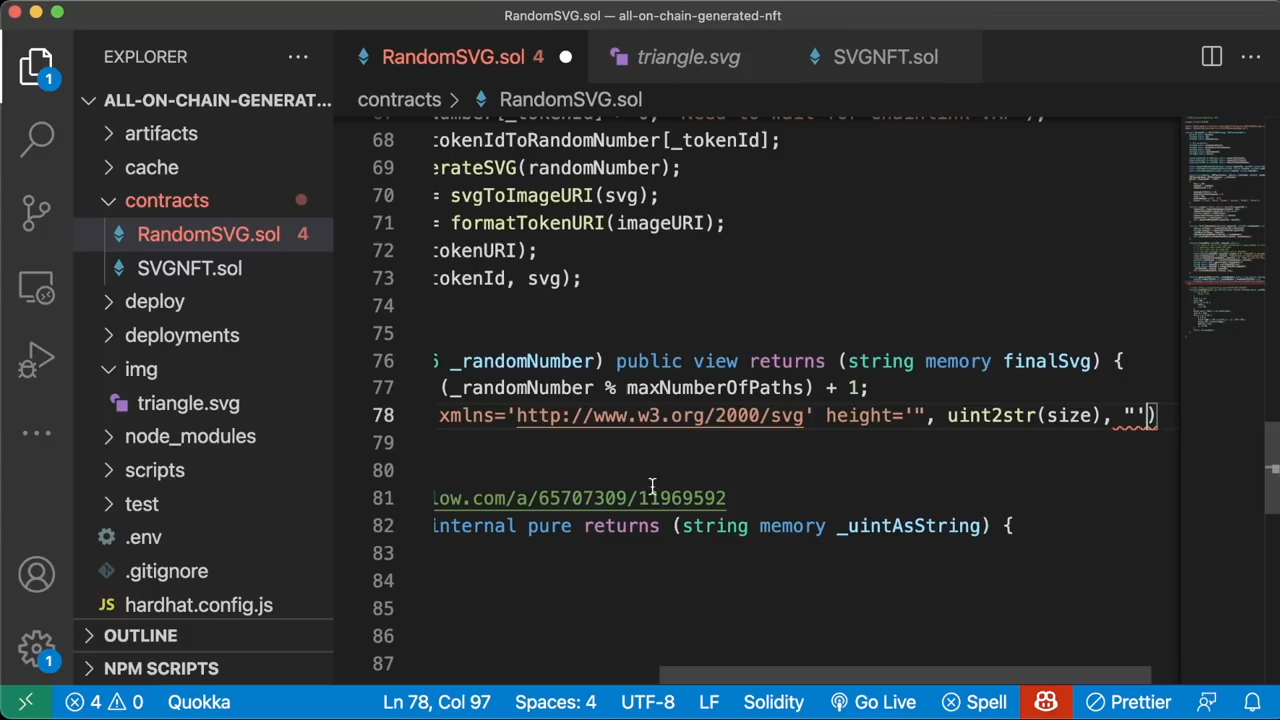 RandomSVG.sol — all-on-chain-generated-nft
EXPLORER
RandomSVG.sol 4
triangle.svg
SVGNFT.sol
contracts > RandomSVG.sol
ALL-ON-CHAIN-GENERAT...
artifacts
cache
contracts
RandomSVG.sol 4
SVGNFT.sol
deploy
deployments
img
triangle.svg
node_modules
scripts
test
.env
.gitignore
JS hardhat.config.js
OUTLINE
NPM SCRIPTS
1
1
68 tokenIdToRandomNumber[_tokenId];
69 erateSVG(randomNumber);
70 = svgToImageURI(svg);
71 = formatTokenURI(imageURI);
72 tokenURI);
73 tokenId, svg);
74
75
76 _randomNumber) public view returns (string memory finalSvg) {
77 (_randomNumber % maxNumberOfPaths) + 1;
78 xmlns='http://www.w3.org/2000/svg' height='", uint2str(size), "')
79
80
81 low.com/a/65707309/11969592
82 internal pure returns (string memory _uintAsString) {
83
84
85
86
87
4 0 Quokka Ln 78, Col 97 Spaces: 4 UTF-8 LF Solidity Go Live Spell Prettier